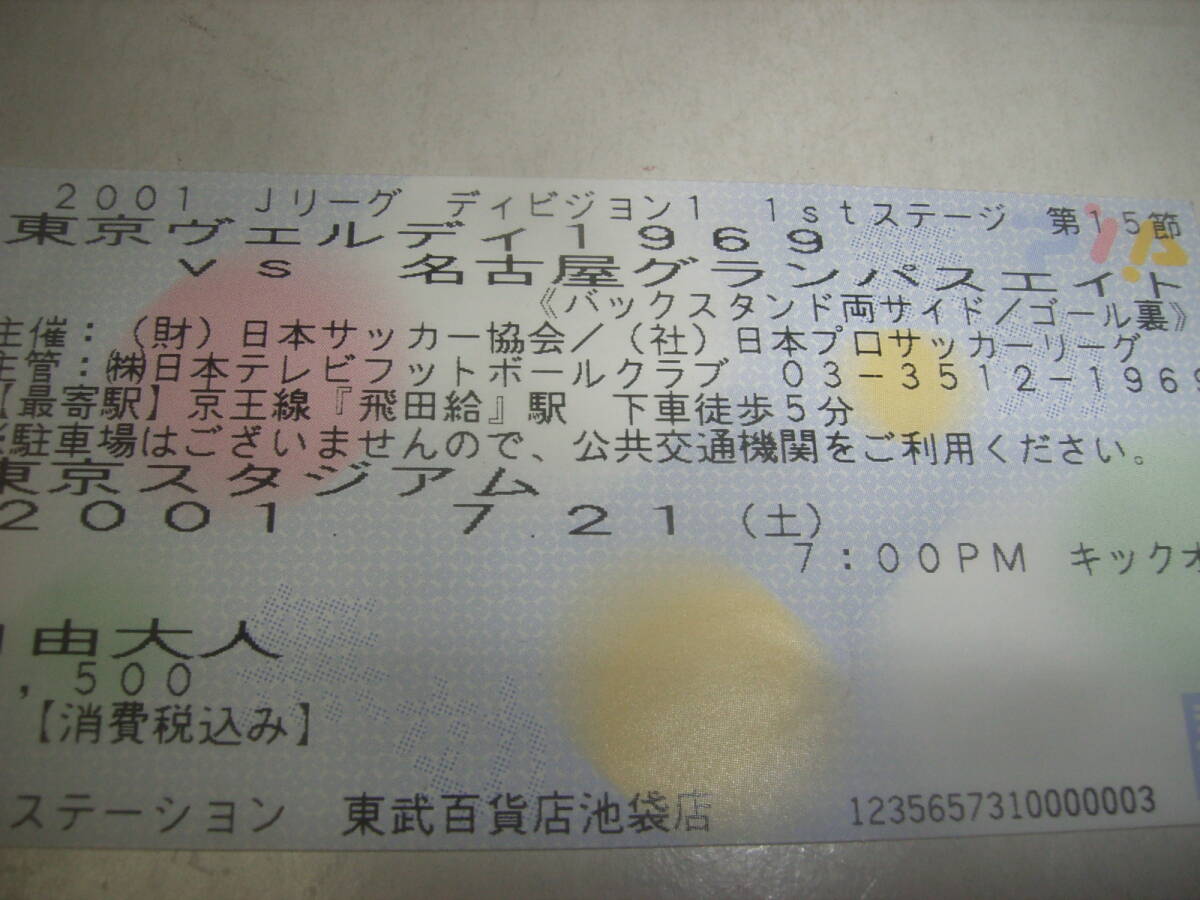 2001 Jリーグ ディビジョン1 1stステージ 第15節
東京ヴェルディ1969
vs 名古屋グランパスエイト
《バックスタンド両サイド/ゴール裏》
主催:(財)日本サッカー協会/(社)日本プロサッカーリーグ
主管:㈱日本テレビフットボールクラブ 03-3512-1969
【最寄駅】京王線『飛田給』駅 下車徒歩5分
※駐車場はございませんので、公共交通機関をご利用ください。
東京スタジアム
2001. 7.21(土)
7:00PM キックオ
由大人
,500
【消費税込み】
ステーション 東武百貨店池袋店 1235657310000003